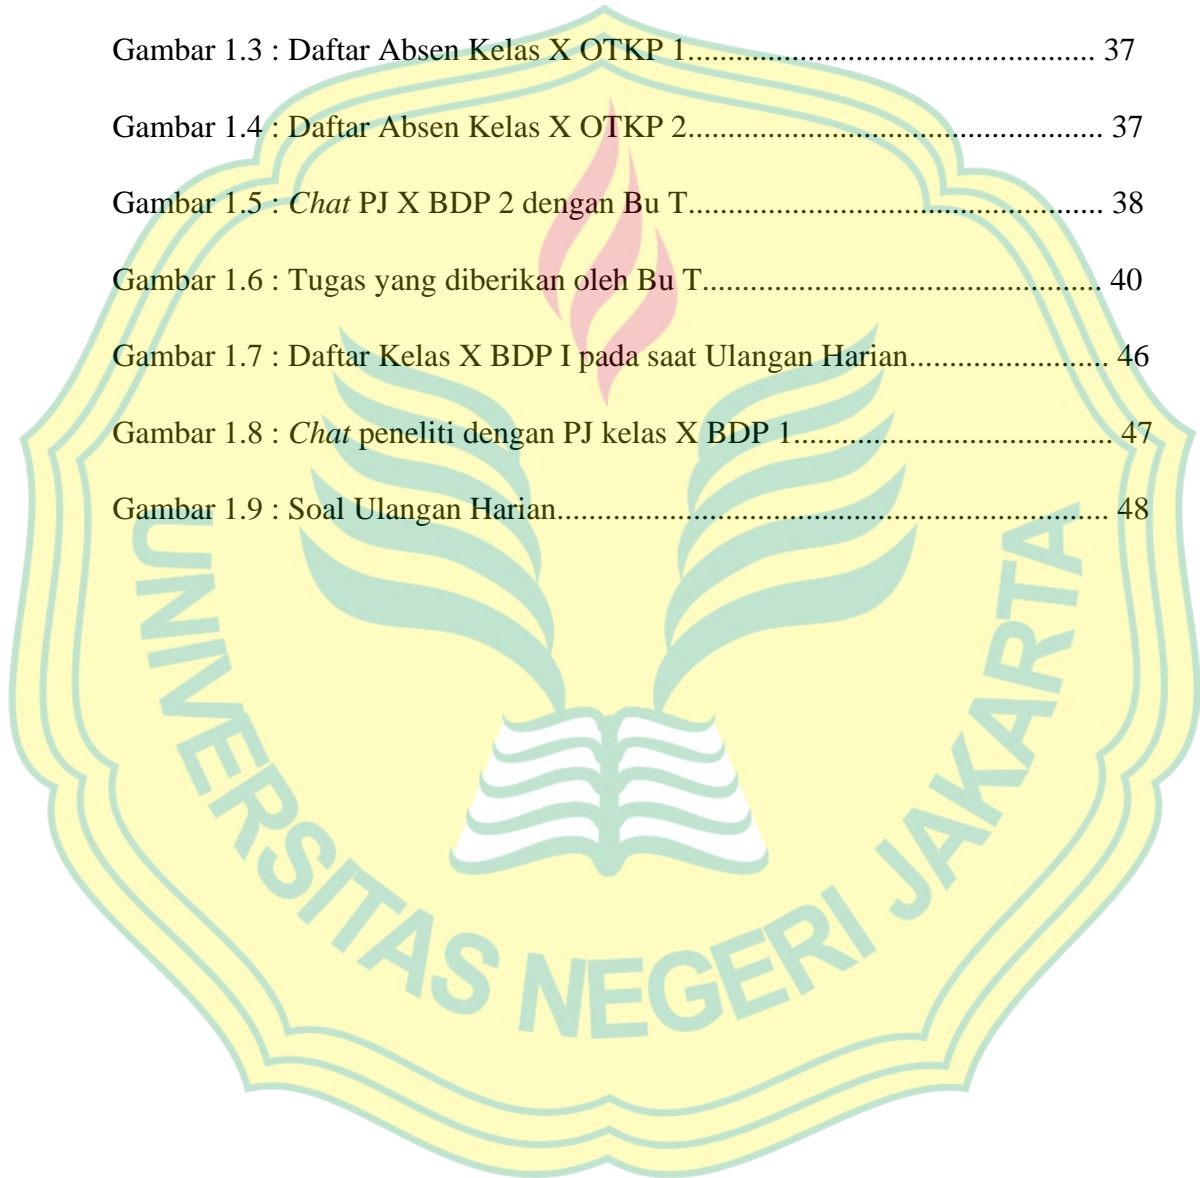 Gambar 1.3 : Daftar Absen Kelas X OTKP 1.................................................. 37
Gambar 1.4 : Daftar Absen Kelas X OTKP 2................................................... 37
Gambar 1.5 : Chat PJ X BDP 2 dengan Bu T.................................................. 38
Gambar 1.6 : Tugas yang diberikan oleh Bu T................................................ 40
Gambar 1.7 : Daftar Kelas X BDP I pada saat Ulangan Harian........................ 46
Gambar 1.8 : Chat peneliti dengan PJ kelas X BDP 1....................................... 47
Gambar 1.9 : Soal Ulangan Harian.................................................................... 48
UNIVERSITAS NEGERI JAKARTA